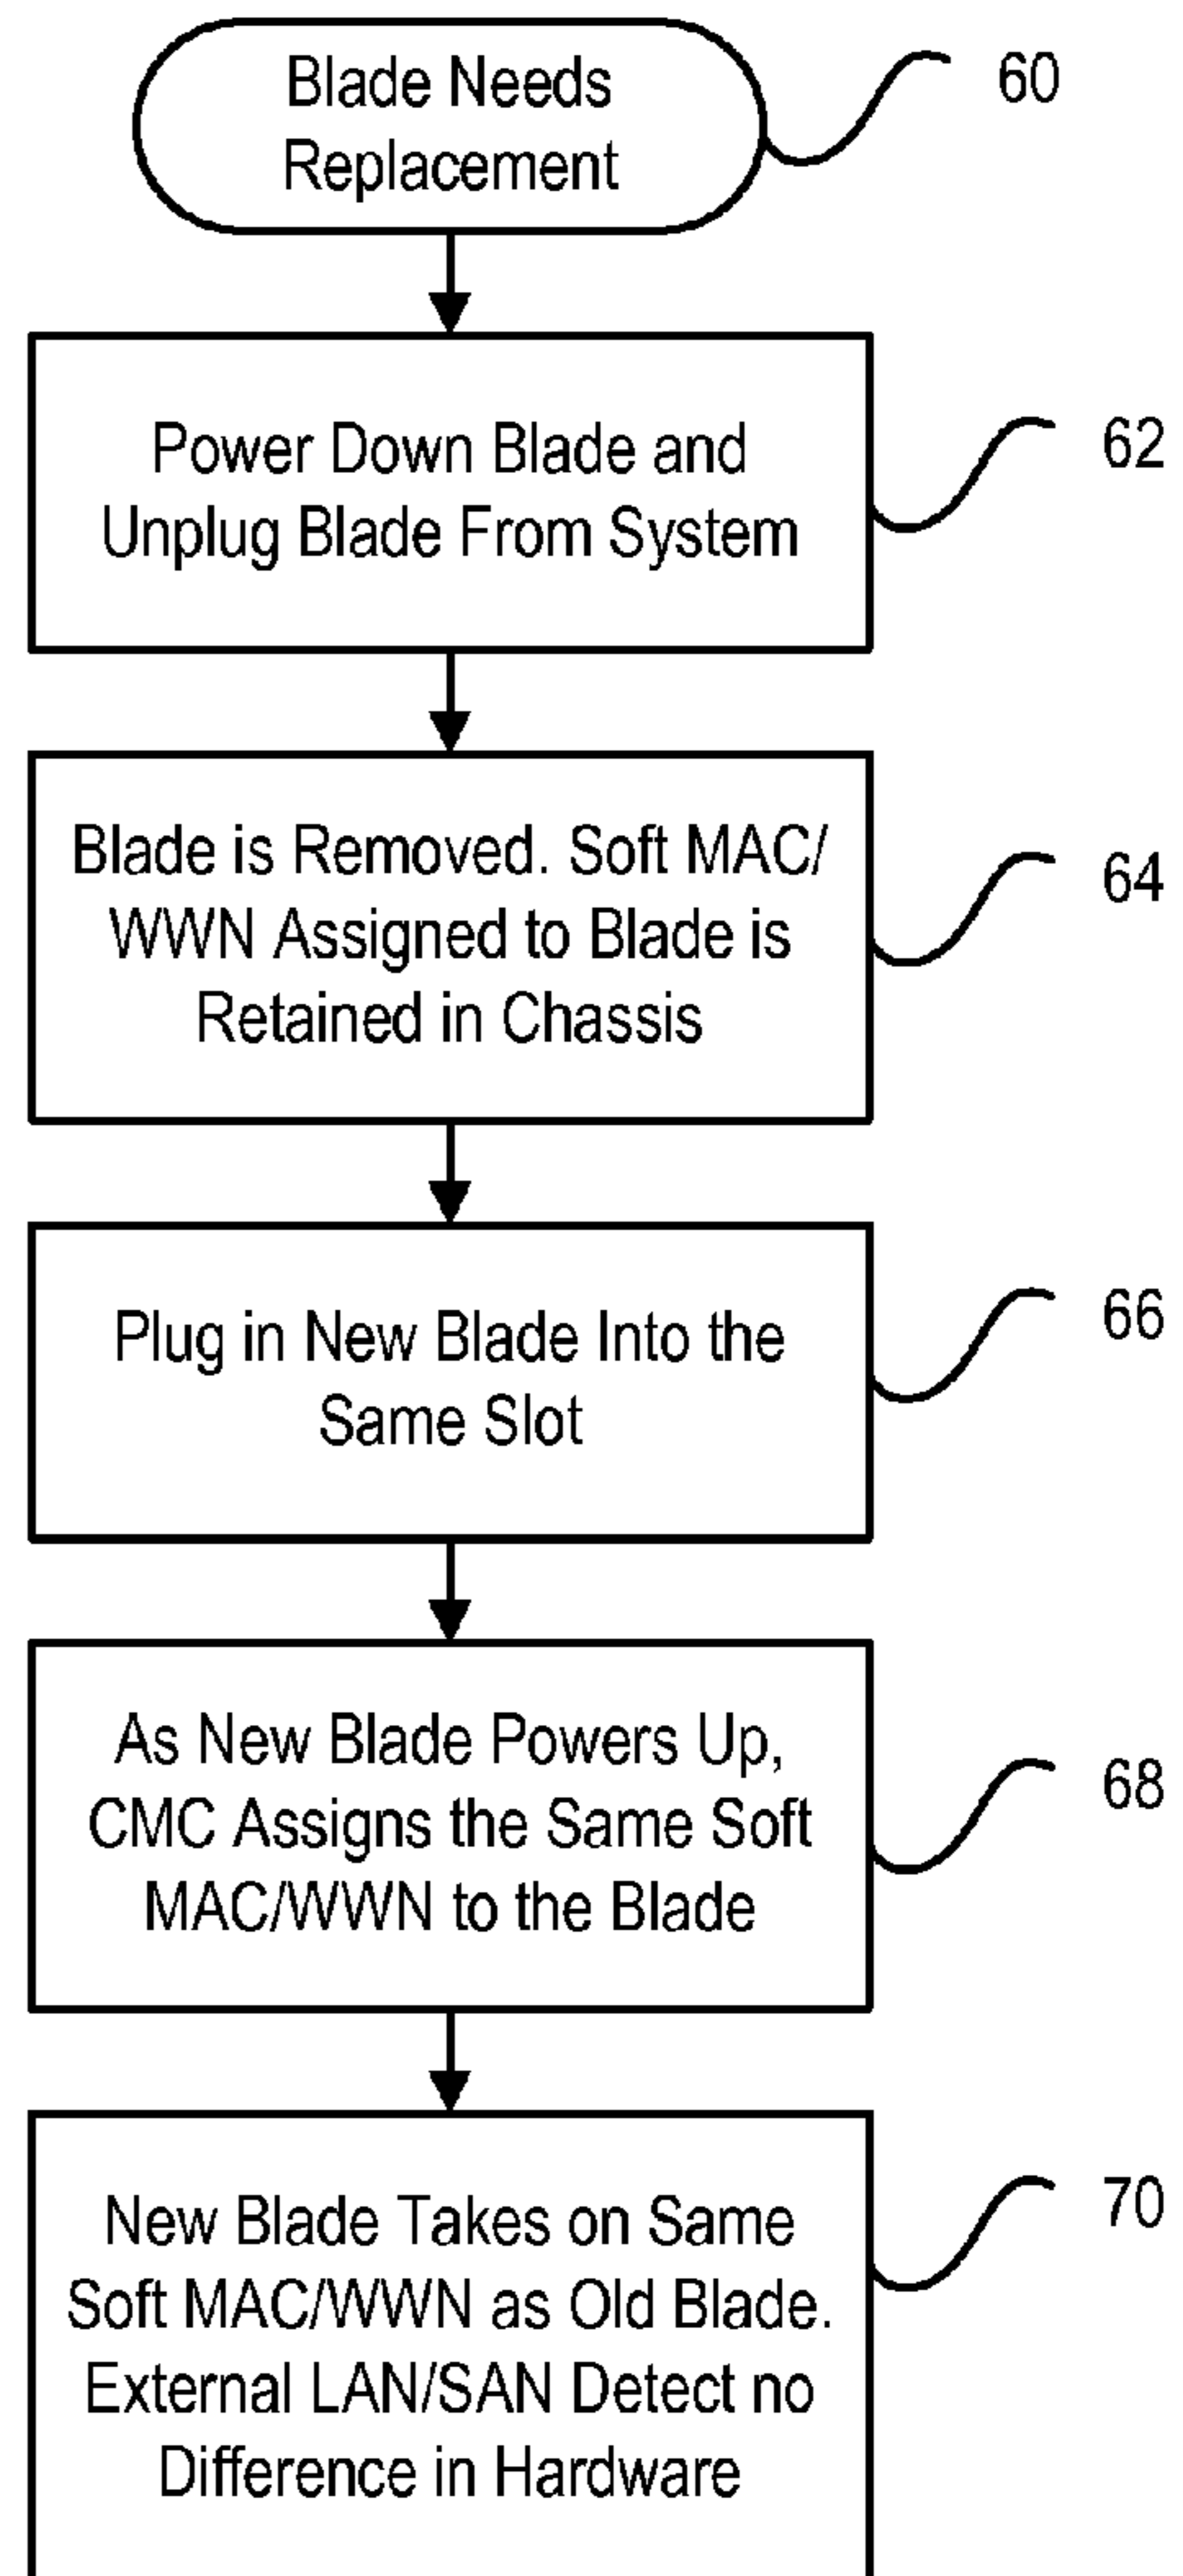 Blade Needs
Replacement
60
Power Down Blade and
Unplug Blade From System
62
Blade is Removed. Soft MAC/
WWN Assigned to Blade is
Retained in Chassis
64
Plug in New Blade Into the
Same Slot
66
As New Blade Powers Up,
CMC Assigns the Same Soft
MAC/WWN to the Blade
68
New Blade Takes on Same
Soft MAC/WWN as Old Blade.
External LAN/SAN Detect no
Difference in Hardware
70